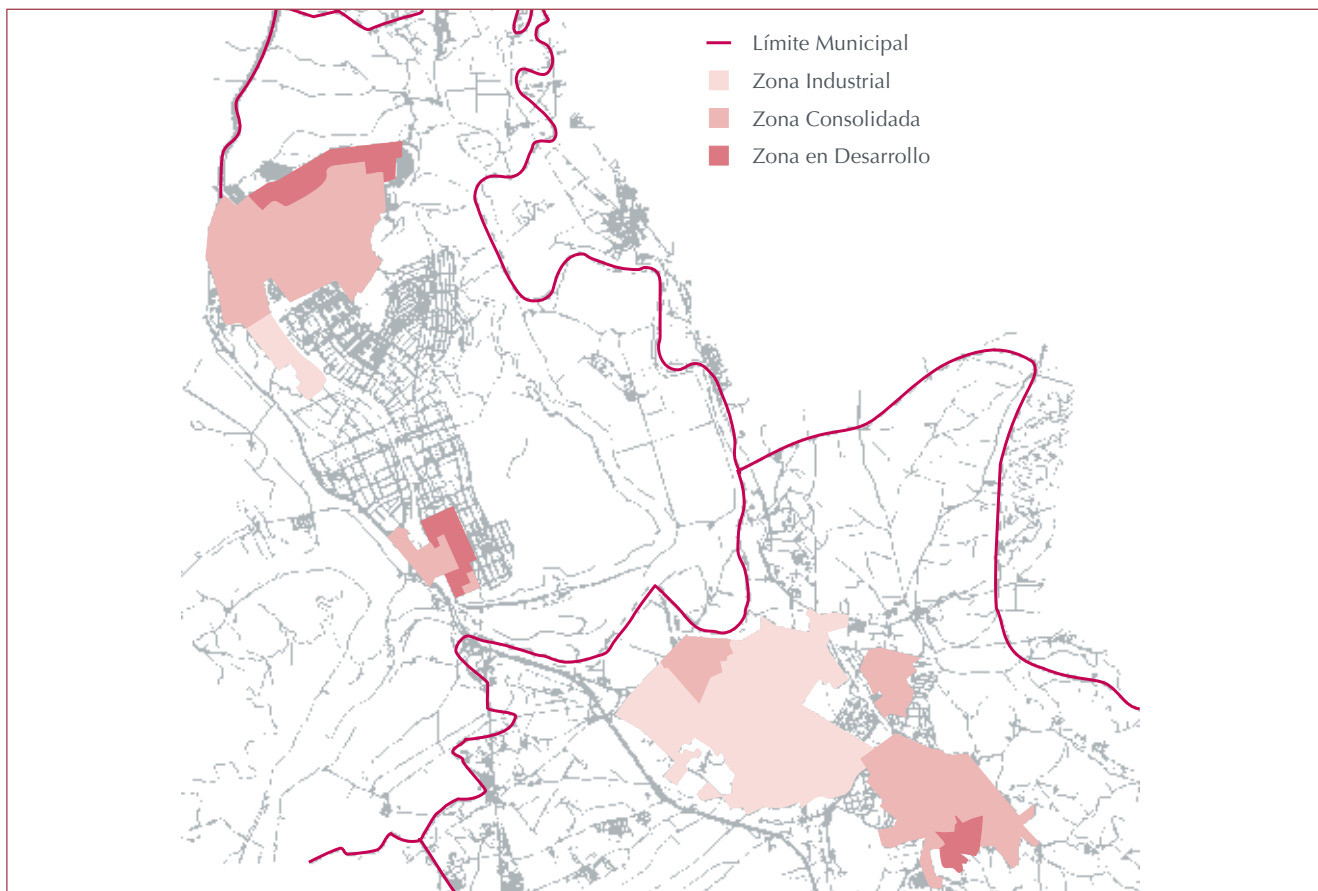 Límite Municipal
Zona Industrial
Zona Consolidada
Zona en Desarrollo